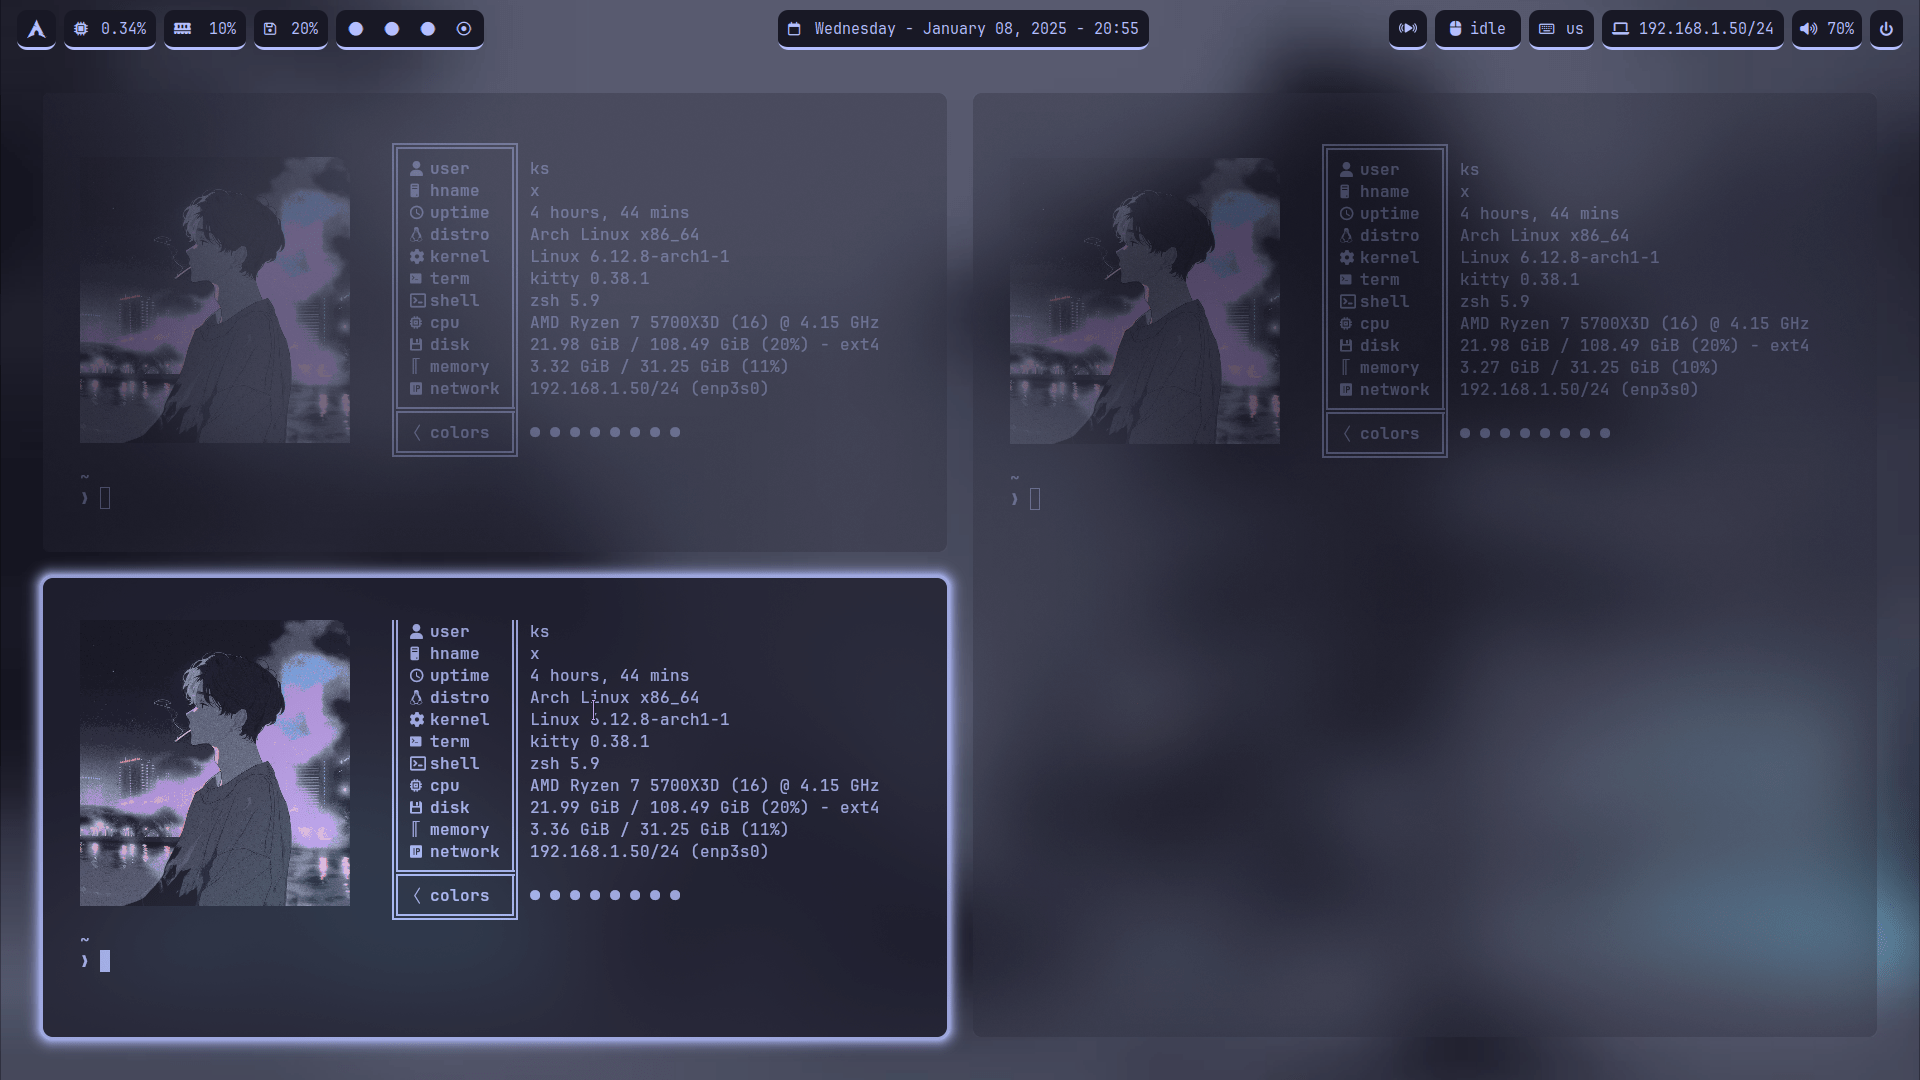 0.34%
10%
20%
Wednesday - January 08, 2025 - 20:55
idle
us
192.168.1.50/24
70%
user ks
hname x
uptime 4 hours, 44 mins
distro Arch Linux x86_64
kernel Linux 6.12.8-arch1-1
term kitty 0.38.1
shell zsh 5.9
cpu AMD Ryzen 7 5700X3D (16) @ 4.15 GHz
disk 21.98 GiB / 108.49 GiB (20%) - ext4
memory 3.32 GiB / 31.25 GiB (11%)
network 192.168.1.50/24 (enp3s0)
colors
~
❯
user ks
hname x
uptime 4 hours, 44 mins
distro Arch Linux x86_64
kernel Linux 6.12.8-arch1-1
term kitty 0.38.1
shell zsh 5.9
cpu AMD Ryzen 7 5700X3D (16) @ 4.15 GHz
disk 21.99 GiB / 108.49 GiB (20%) - ext4
memory 3.36 GiB / 31.25 GiB (11%)
network 192.168.1.50/24 (enp3s0)
colors
~
❯
user ks
hname x
uptime 4 hours, 44 mins
distro Arch Linux x86_64
kernel Linux 6.12.8-arch1-1
term kitty 0.38.1
shell zsh 5.9
cpu AMD Ryzen 7 5700X3D (16) @ 4.15 GHz
disk 21.98 GiB / 108.49 GiB (20%) - ext4
memory 3.27 GiB / 31.25 GiB (10%)
network 192.168.1.50/24 (enp3s0)
colors
~
❯